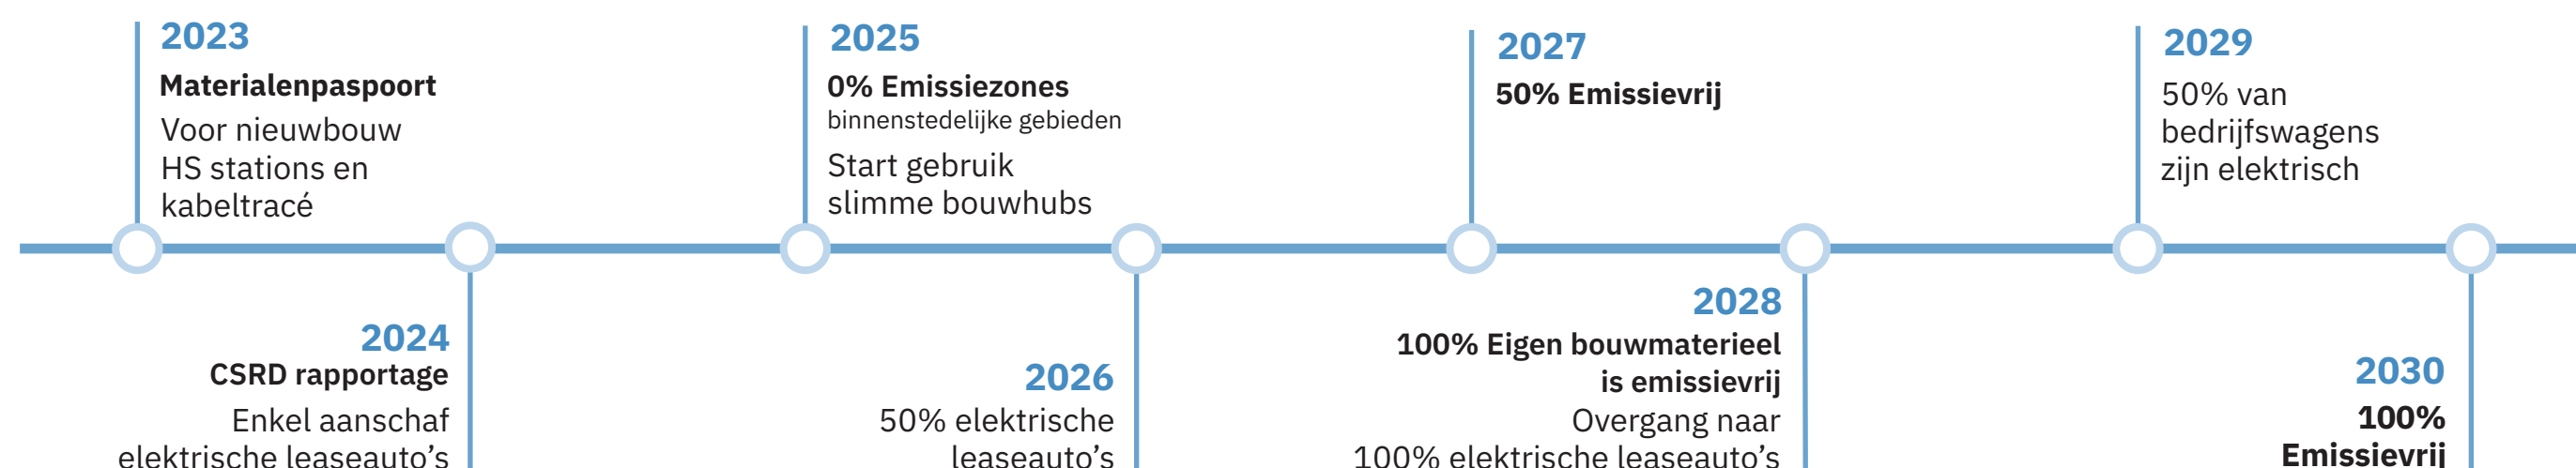 2023
Materialenpaspoort
Voor nieuwbouw
HS stations en
kabeltracé
2024
CSRD rapportage
Enkel aanschaf
elektrische leaseauto’s
2025
0% Emissiezones
binnenstedelijke gebieden
Start gebruik
slimme bouwhubs
2026
50% elektrische
leaseauto’s
2027
50% Emissievrij
2028
100% Eigen bouwmaterieel
is emissievrij
Overgang naar
100% elektrische leaseauto’s
2029
50% van
bedrijfswagens
zijn elektrisch
2030
100%
Emissievrij